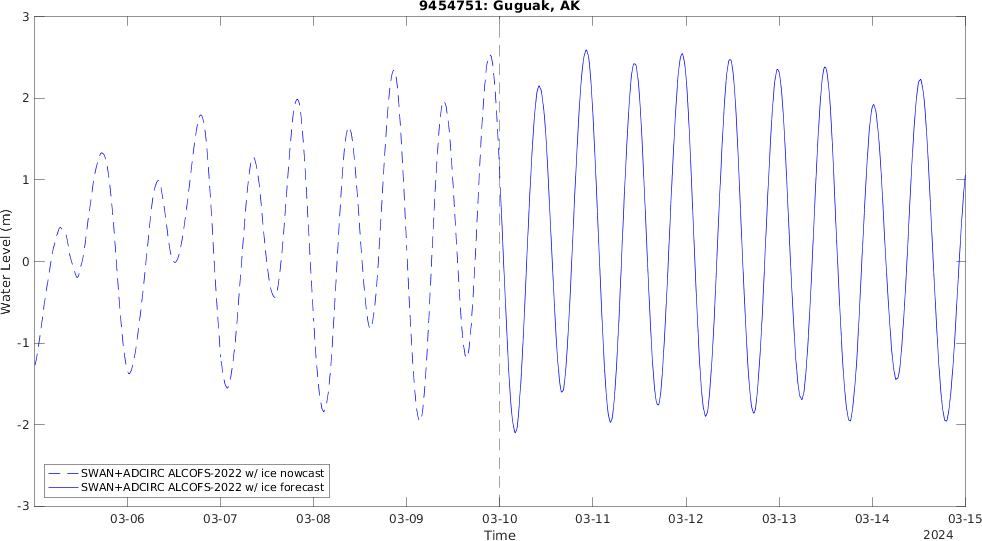 9454751: Guguak, AK
3
2
1
0
-1
-2
-3
Water Level (m)
SWAN+ADCIRC ALCOFS-2022 w/ ice nowcast
SWAN+ADCIRC ALCOFS-2022 w/ ice forecast
03-06 03-07 03-08 03-09 03-10 03-11 03-12 03-13 03-14 03-15
Time
2024